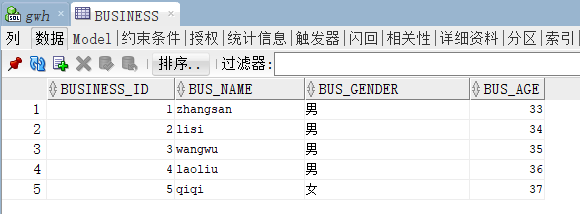 SQL gwh × BUSINESS ×
列 数据 Model 约束条件 授权 统计信息 触发器 闪回 相关性 详细资料 分区 索引
排序.. 过滤器:
BUSINESS_ID BUS_NAME BUS_GENDER BUS_AGE
1 1 zhangsan 男 33
2 2 lisi 男 34
3 3 wangwu 男 35
4 4 laoliu 男 36
5 5 qiqi 女 37